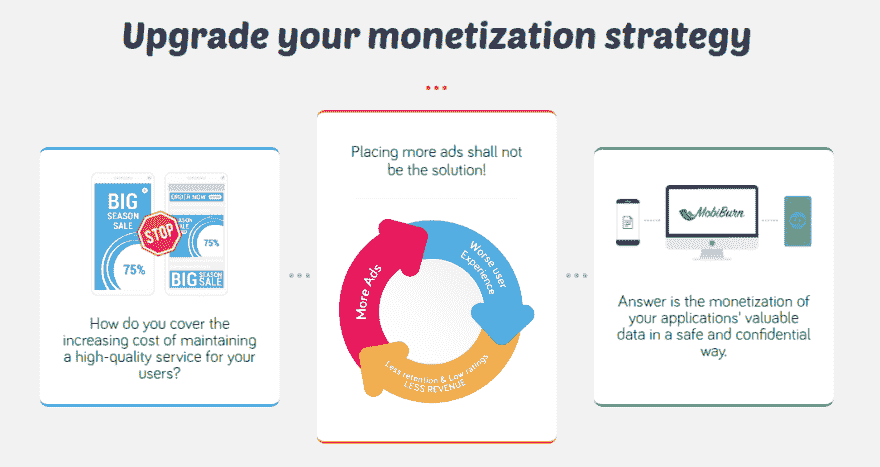 Upgrade your monetization strategy
BIG
SEASON
SALE
75%
ORDER NOW
STOP
SALE
75%
BIG SEASON
SALE
How do you cover the
increasing cost of maintaining
a high-quality service for your
users?
Placing more ads shall not
be the solution!
More Ads
Worse user
Experience
Less retention & Low ratings
LESS REVENUE
MobiBurn
Answer is the monetization of
your applications' valuable
data in a safe and confidential
way.